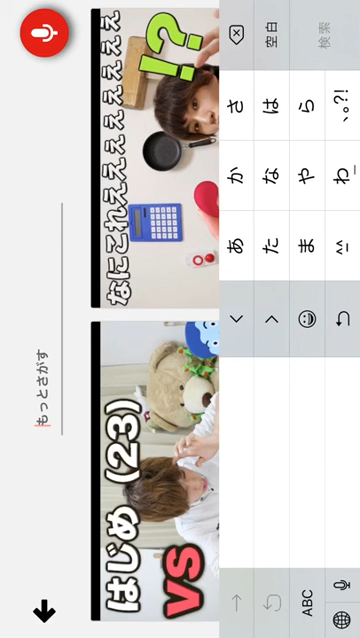 もっとさがす
はじめ (23)
vs
なにこれえええええええええ
!?
→
ABC
あ
か
さ
空白
た
な
は
検索
ま
や
ら
^^
わ_
､｡?!